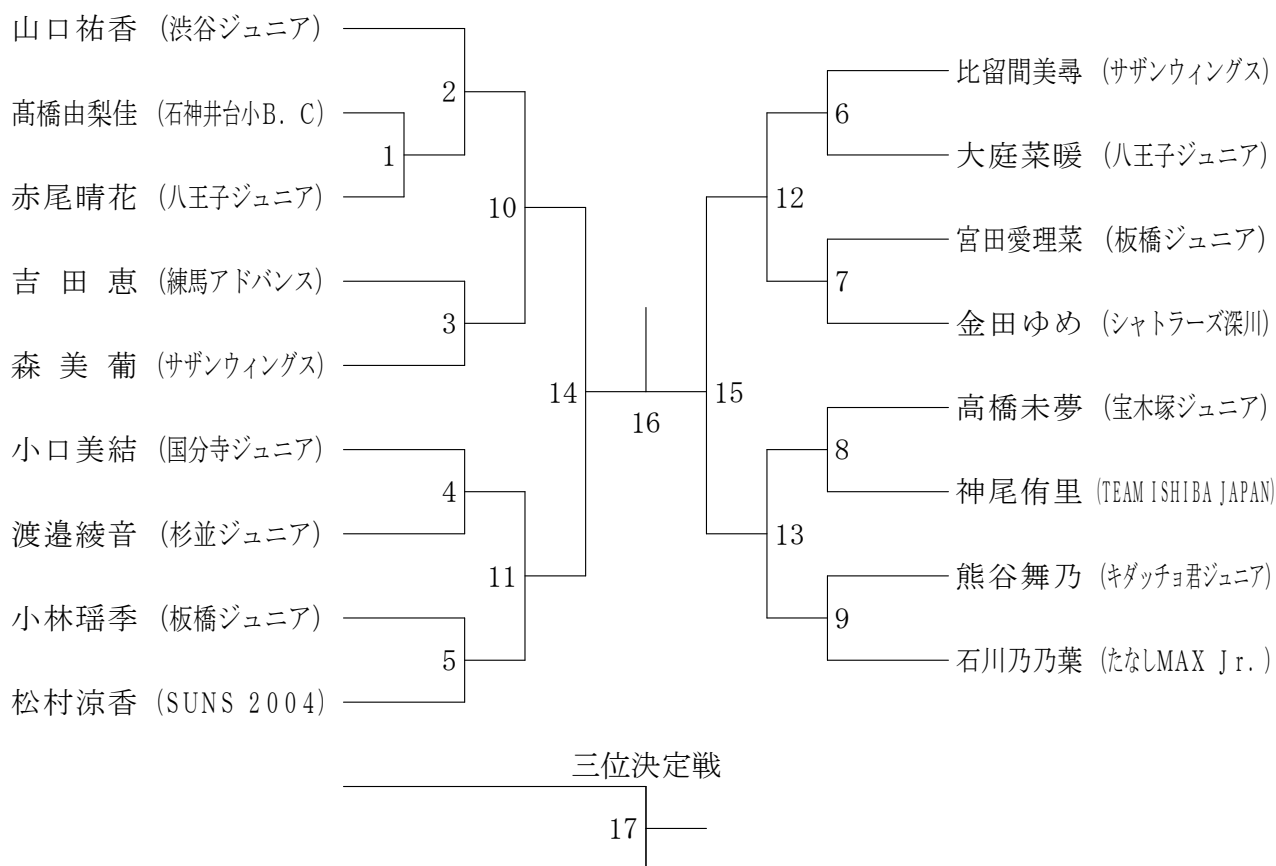 山口祐香 (渋谷ジュニア)
髙橋由梨佳 (石神井台小B. C)
赤尾晴花 (八王子ジュニア)
吉田恵 (練馬アドバンス)
森美葡 (サザンウィングス)
小口美結 (国分寺ジュニア)
渡邉綾音 (杉並ジュニア)
小林瑶季 (板橋ジュニア)
松村涼香 (SUNS 2004)
2
1
10
3
14
4
11
5
16
比留間美尋 (サザンウィングス)
大庭菜暖 (八王子ジュニア)
宮田愛理菜 (板橋ジュニア)
金田ゆめ (シャトラーズ深川)
高橋未夢 (宝木塚ジュニア)
神尾侑里 (TEAM ISHIBA JAPAN)
熊谷舞乃 (キダッチョ君ジュニア)
石川乃乃葉 (たなしMAX Jr.)
6
12
7
15
8
13
9
三位決定戦
17